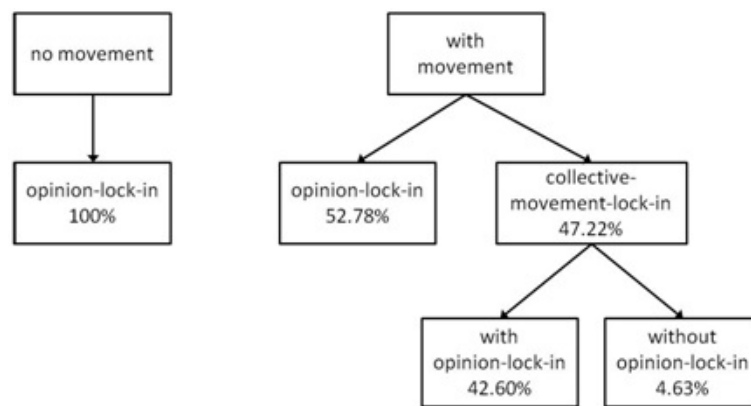 no movement
with
movement
opinion-lock-in
100%
opinion-lock-in
52.78%
collective-
movement-lock-in
47.22%
with
opinion-lock-in
42.60%
without
opinion-lock-in
4.63%